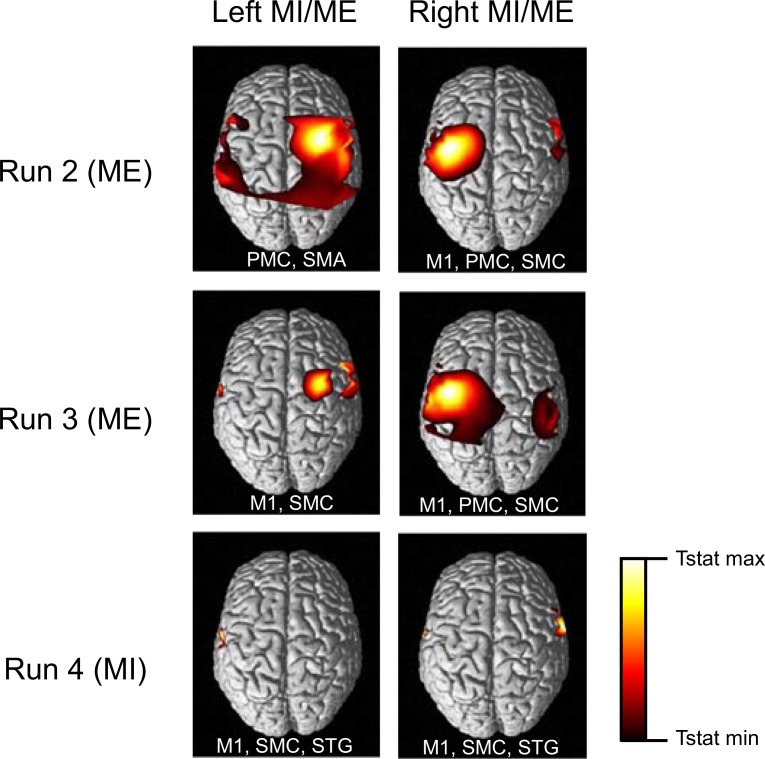 Left MI/ME Right MI/ME
Run 2 (ME)
PMC, SMA
M1, PMC, SMC
Run 3 (ME)
M1, SMC
M1, PMC, SMC
Run 4 (MI)
M1, SMC, STG
M1, SMC, STG
Tstat max
Tstat min